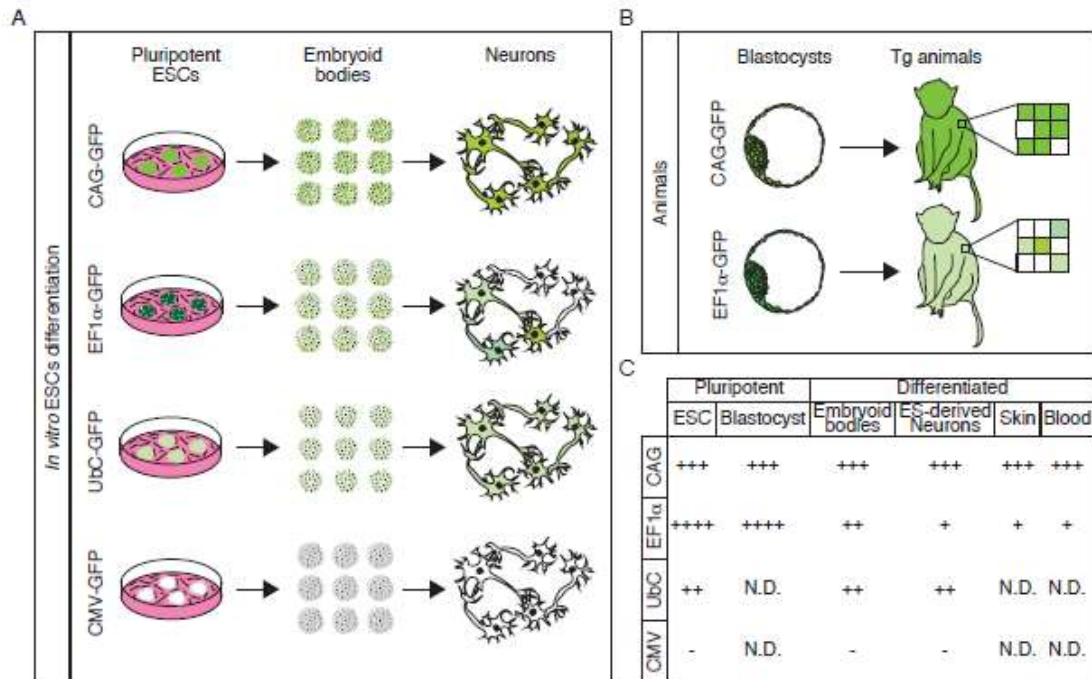 A
In vitro ESCs differentiation
Pluripotent
ESCs
Embryoid
bodies
Neurons
CAG-GFP
EF1α-GFP
UbC-GFP
CMV-GFP
B
Animals
Blastocysts
Tg animals
CAG-GFP
EF1α-GFP
C
Pluripotent
Differentiated
ESC
Blastocyst
Embryoid
bodies
ES-derived
Neurons
Skin
Blood
CAG +++ +++ +++ +++ +++ +++
EF1α ++++ ++++ ++ + + +
UbC ++ N.D. ++ ++ N.D. N.D.
CMV - N.D. - - N.D. N.D.